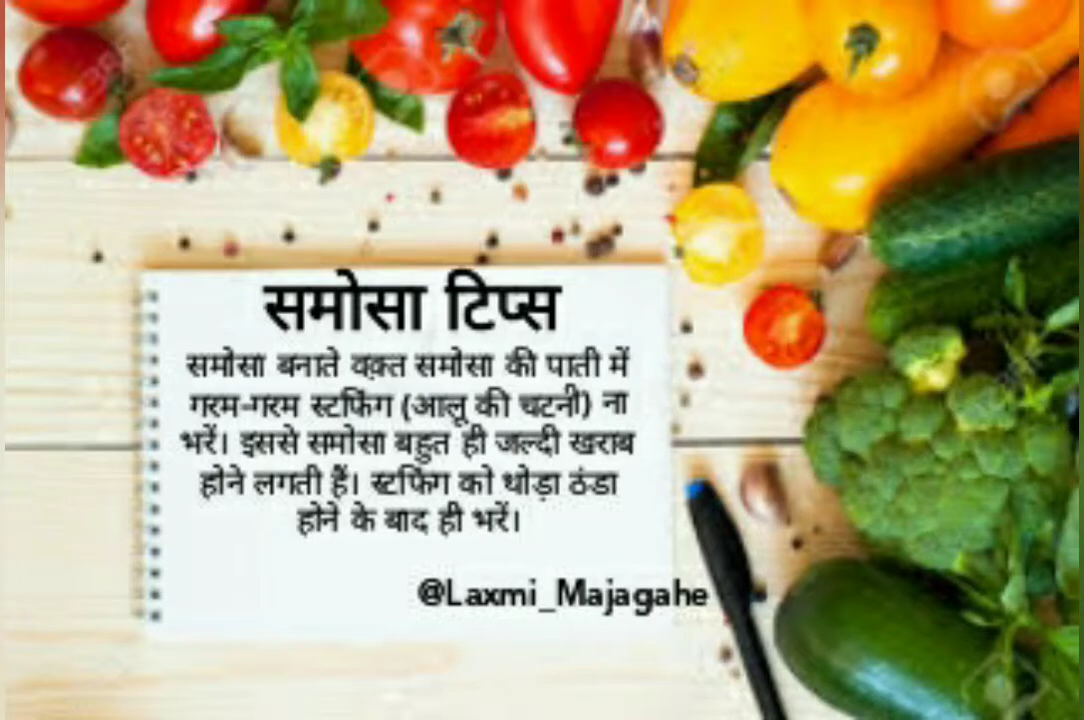 समोसा टिप्स
समोसा बनाते वक़्त समोसा की पाती में
गरम-गरम स्टफिंग (आलू की चटनी) ना
भरें। इससे समोसा बहुत ही जल्दी खराब
होने लगती हैं। स्टफिंग को थोड़ा ठंडा
होने के बाद ही भरें।
@Laxmi_Majagahe